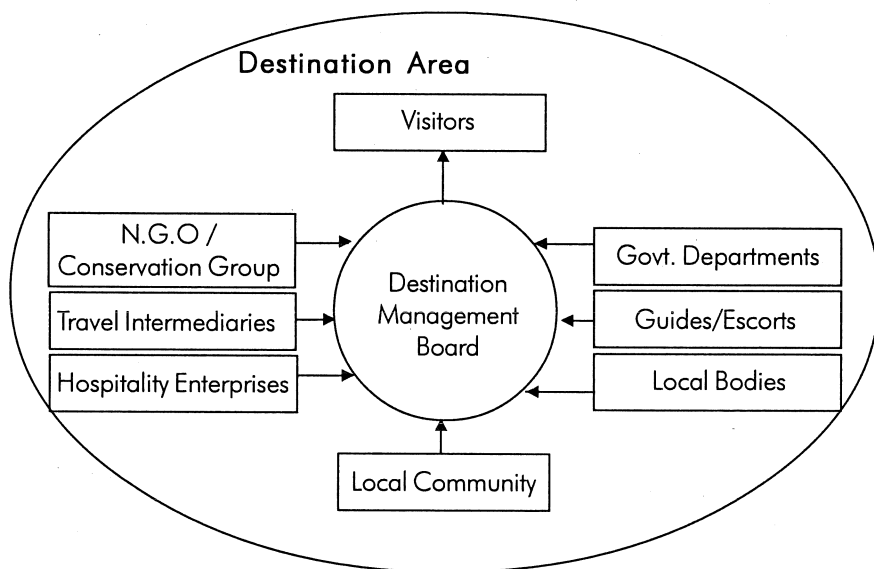 Destination Area
Visitors
N.G.O /
Conservation Group
Travel Intermediaries
Hospitality Enterprises
Destination
Management
Board
Govt. Departments
Guides/Escorts
Local Bodies
Local Community